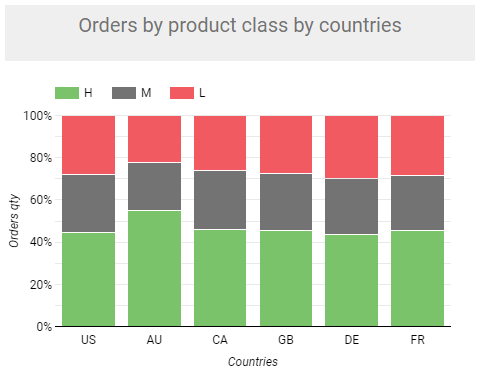 Orders by product class by countries
H M L
100%
80%
60%
40%
20%
0%
Orders qty
US AU CA GB DE FR
Countries